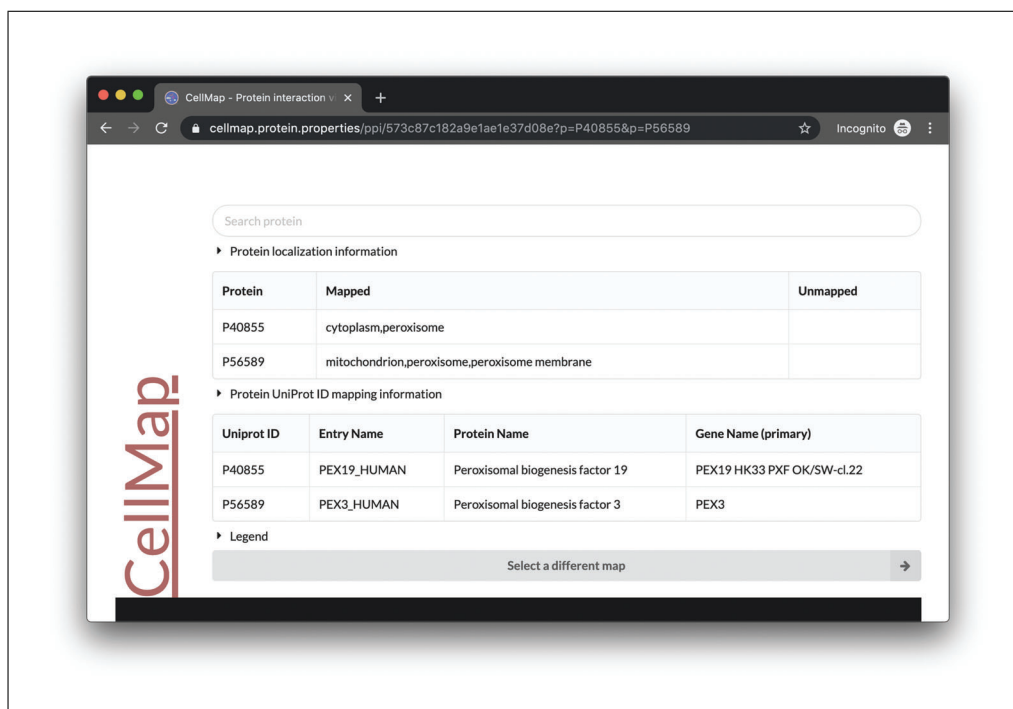 CellMap - Protein interaction v
cellmap.protein.properties/ppi/573c87c182a9e1ae1e37d08e?p=P40855&p=P56589
Incognito
CellMap
Search protein
Protein localization information
Protein Mapped Unmapped
P40855 cytoplasm,peroxisome
P56589 mitochondrion,peroxisome,peroxisome membrane
Protein UniProt ID mapping information
Uniprot ID Entry Name Protein Name Gene Name (primary)
P40855 PEX19_HUMAN Peroxisomal biogenesis factor 19 PEX19 HK33 PXF OK/SW-cl.22
P56589 PEX3_HUMAN Peroxisomal biogenesis factor 3 PEX3
Legend
Select a different map